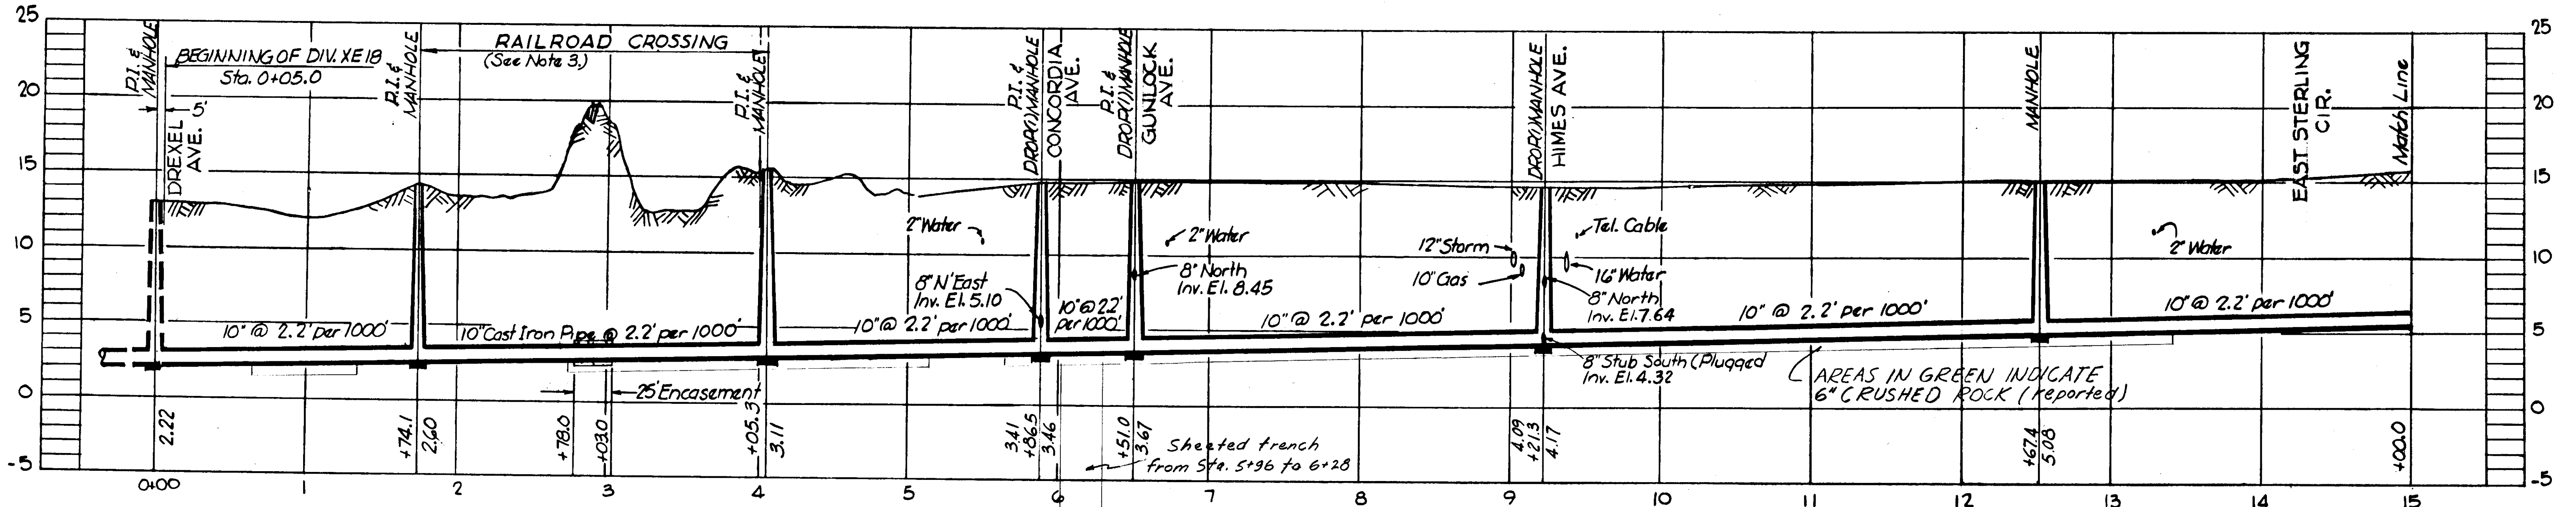 25
20
15
10
5
0
-5
P.I. &
MANHOLE
BEGINNING OF DIV. XE 18
Sta. 0+05.0
5'
DREXEL
AVE.
P.I. &
MANHOLE
RAILROAD CROSSING
(See Note 3.)
P.I. &
MANHOLE
P.I. &
DROP(1)MANHOLE
CONCORDIA
AVE.
P.I. &
DROP(1)MANHOLE
GUNLOCK
AVE.
DROP(1)MANHOLE
HIMES AVE.
MANHOLE
EAST STERLING
CIR.
Match Line
25
20
15
10
5
0
-5
2" Water
8" N'East
Inv. El. 5.10
2" Water
8" North
Inv. El. 8.45
12" Storm
10" Gas
Tel. Cable
16" Water
8" North
Inv. El. 7.64
2" Water
10" @ 2.2' per 1000'
10" Cast Iron Pipe @ 2.2' per 1000'
10" @ 2.2' per 1000'
10" @ 2.2'
per 1000'
10" @ 2.2' per 1000'
10" @ 2.2' per 1000'
10" @ 2.2' per 1000'
25' Encasement
8" Stub South (Plugged
Inv. El. 4.32
AREAS IN GREEN INDICATE
6" CRUSHED ROCK (reported)
2.22
+74.1
2.60
+78.0
+03.0
+05.3
3.11
3.41
+86.5
3.46
+51.0
3.67
Sheeted trench
from Sta. 5+96 to 6+28
4.09
+21.3
4.17
+67.4
5.08
+00.0
0+00 1 2 3 4 5 6 7 8 9 10 11 12 13 14 15